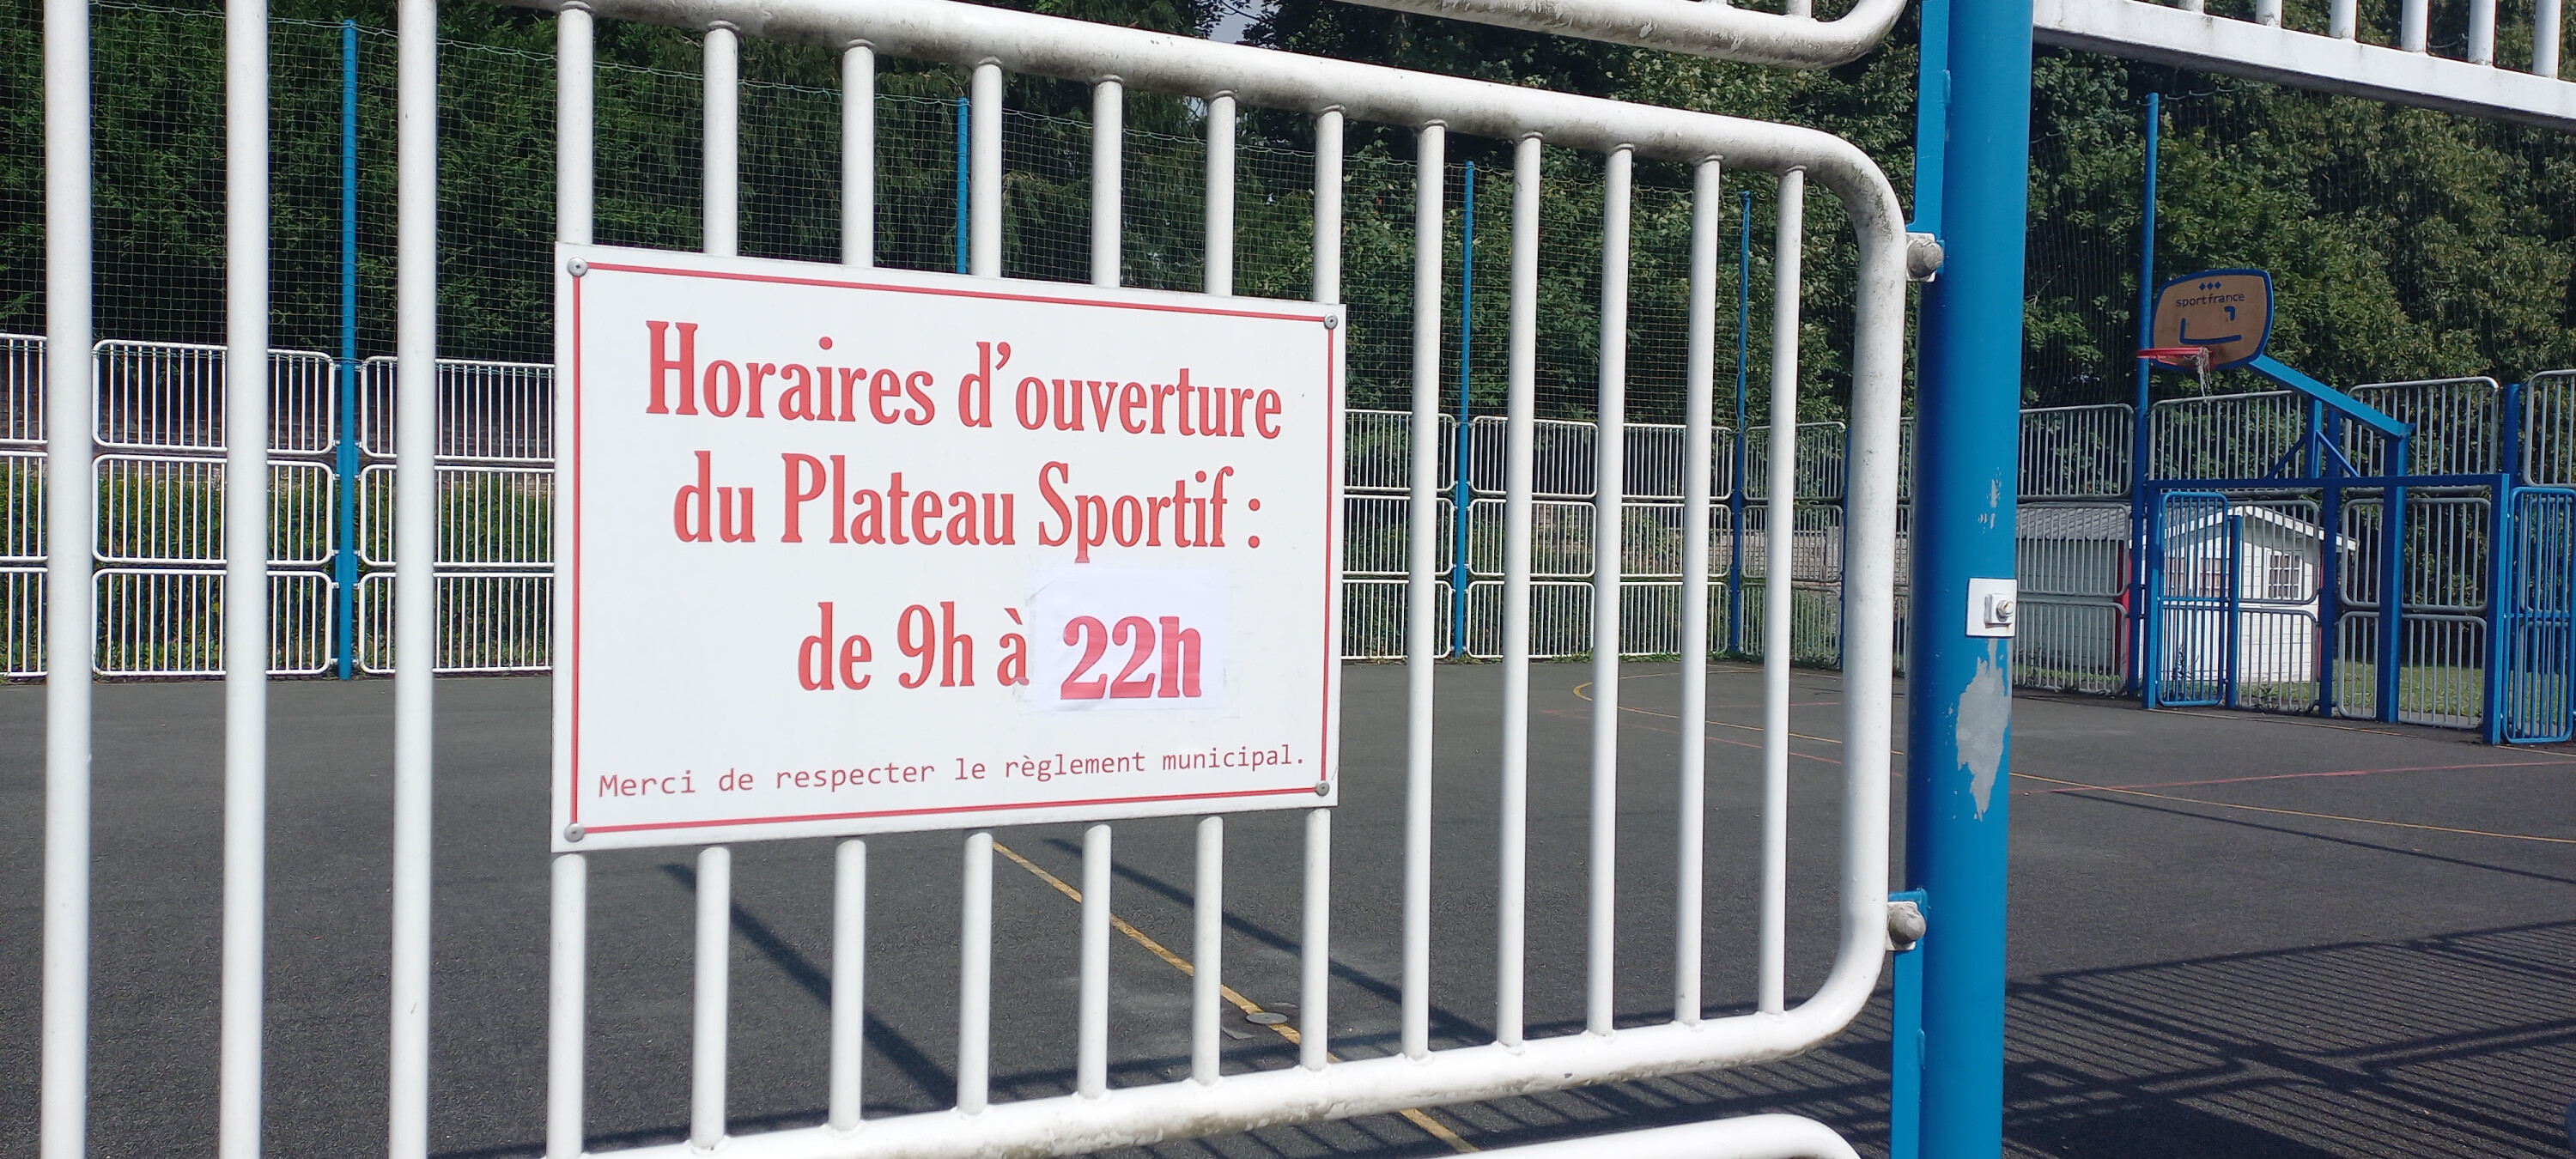 Horaires d'ouverture
du Plateau Sportif :
de 9h à 22h
Merci de respecter le règlement municipal.
sport france